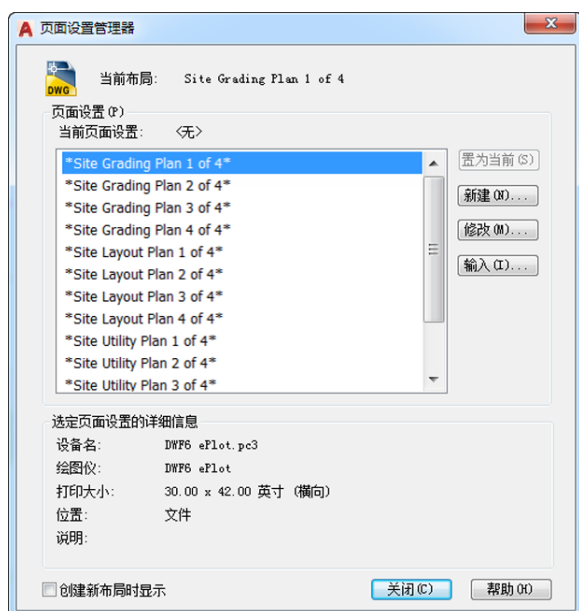 页面设置管理器
DWG
当前布局: Site Grading Plan 1 of 4
页面设置(P)
当前页面设置: <无>
*Site Grading Plan 1 of 4*
*Site Grading Plan 2 of 4*
*Site Grading Plan 3 of 4*
*Site Grading Plan 4 of 4*
*Site Layout Plan 1 of 4*
*Site Layout Plan 2 of 4*
*Site Layout Plan 3 of 4*
*Site Layout Plan 4 of 4*
*Site Utility Plan 1 of 4*
*Site Utility Plan 2 of 4*
*Site Utility Plan 3 of 4*
置为当前(S)
新建(N)...
修改(M)...
输入(I)...
选定页面设置的详细信息
设备名: DWF6 ePlot.pc3
绘图仪: DWF6 ePlot
打印大小: 30.00 x 42.00 英寸 (横向)
位置: 文件
说明:
创建新布局时显示
关闭(C)
帮助(H)